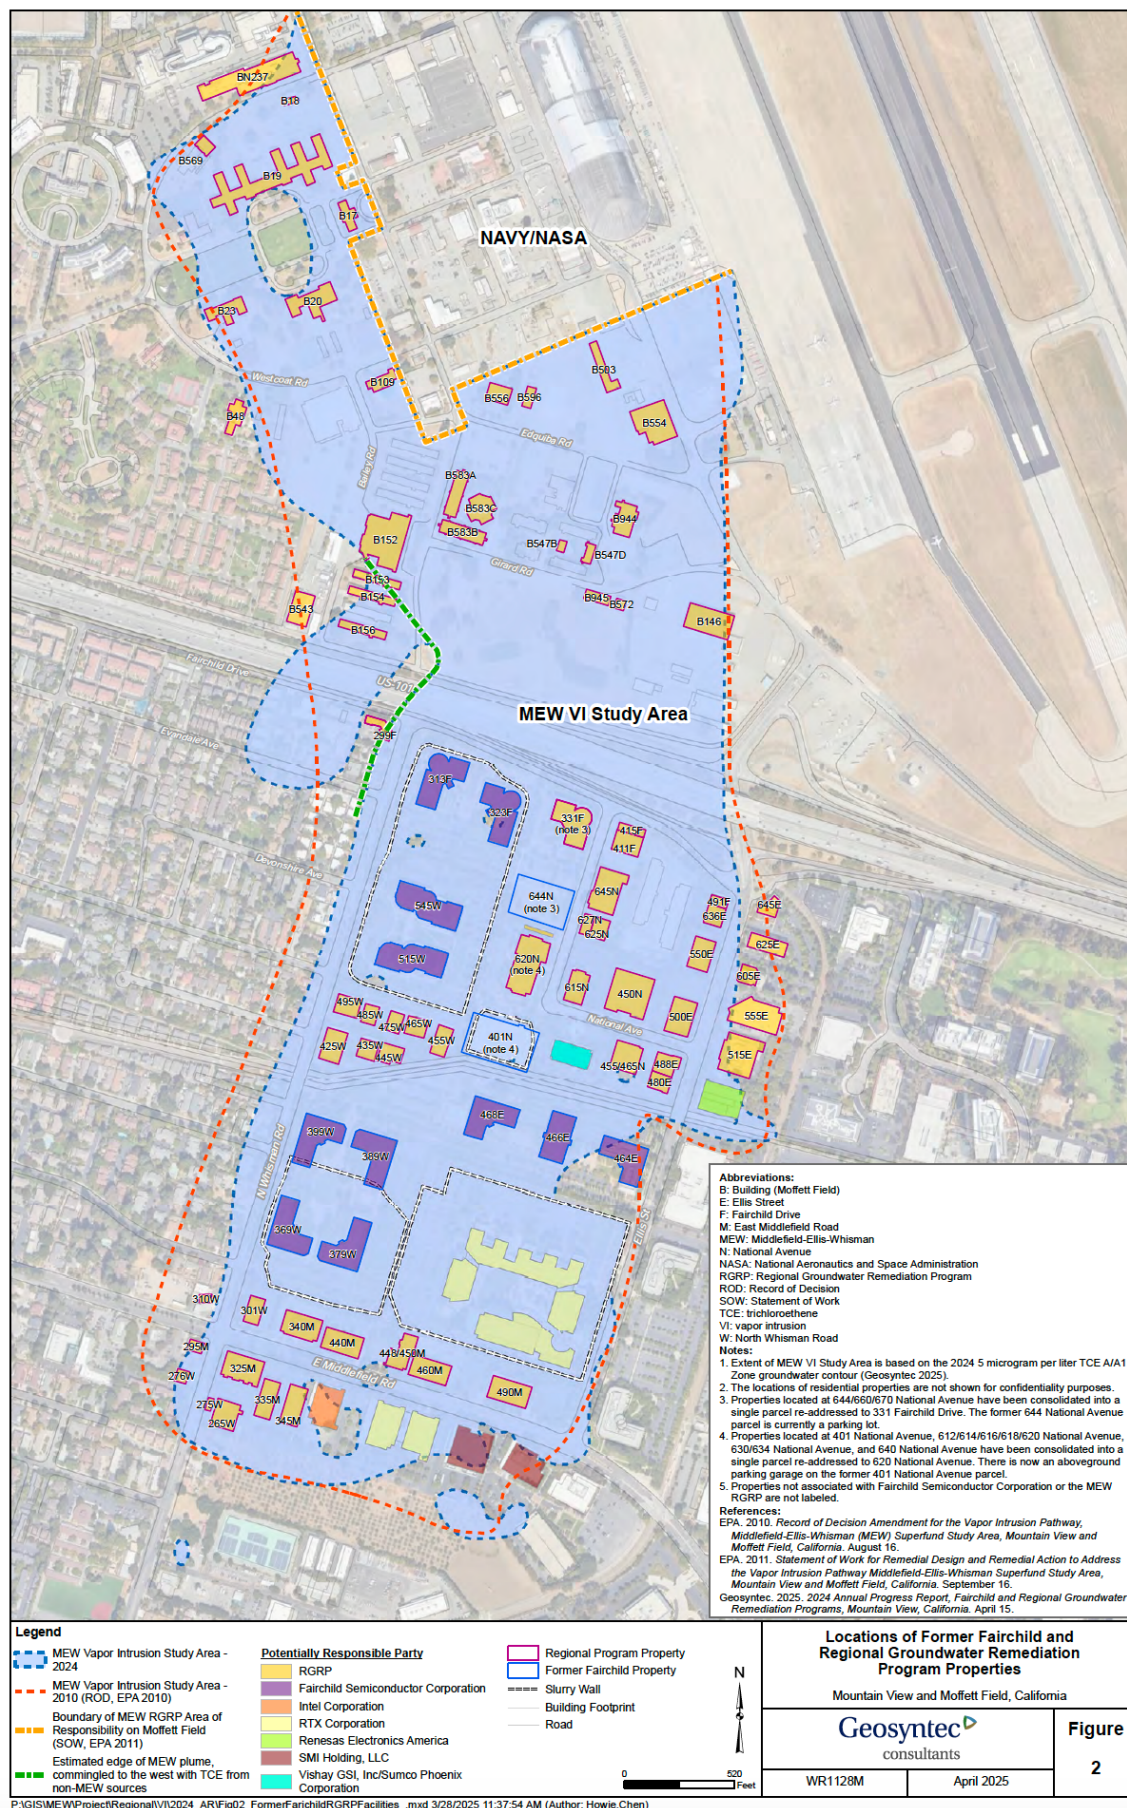 BN237
B18
B569
B19
B17
NAVY/NASA
B23
B20
B109
Westcoat Rd
B48
B503
B556
B596
B554
Edquiba Rd
Bailey Rd
B583A
B583C
B583B
B944
B152
B547B
B547D
Girard Rd
B153
B154
B945
B572
B543
B156
B146
Fairchild Drive
US-101
MEW VI Study Area
299F
Evandale Ave
313F
323F
331F
(note 3)
415F
411F
Devonshire Ave
644N
(note 3)
645N
545W
627N
625N
491F
636E
645E
625E
515W
620N
(note 4)
550E
605E
615N
450N
495W
485W
475W
465W
455W
500E
555E
National Ave
401N
(note 4)
425W
435W
445W
455/465N
488E
480E
515E
399W
389W
468E
466E
464E
N Whisman Rd
Ellis St
369W
379W
310W
301W
340M
440M
448/450M
460M
490M
295M
276W
325M
E Middlefield Rd
335M
345M
275W
265W
Abbreviations:
B: Building (Moffett Field)
E: Ellis Street
F: Fairchild Drive
M: East Middlefield Road
MEW: Middlefield-Ellis-Whisman
N: National Avenue
NASA: National Aeronautics and Space Administration
RGRP: Regional Groundwater Remediation Program
ROD: Record of Decision
SOW: Statement of Work
TCE: trichloroethene
VI: vapor intrusion
W: North Whisman Road
Notes:
1. Extent of MEW VI Study Area is based on the 2024 5 microgram per liter TCE A/A1
Zone groundwater contour (Geosyntec 2025).
2. The locations of residential properties are not shown for confidentiality purposes.
3. Properties located at 644/660/670 National Avenue have been consolidated into a
single parcel re-addressed to 331 Fairchild Drive. The former 644 National Avenue
parcel is currently a parking lot.
4. Properties located at 401 National Avenue, 612/614/616/618/620 National Avenue,
630/634 National Avenue, and 640 National Avenue have been consolidated into a
single parcel re-addressed to 620 National Avenue. There is now an aboveground
parking garage on the former 401 National Avenue parcel.
5. Properties not associated with Fairchild Semiconductor Corporation or the MEW
RGRP are not labeled.
References:
EPA. 2010. Record of Decision Amendment for the Vapor Intrusion Pathway,
Middlefield-Ellis-Whisman (MEW) Superfund Study Area, Mountain View and
Moffett Field, California. August 16.
EPA. 2011. Statement of Work for Remedial Design and Remedial Action to Address
the Vapor Intrusion Pathway Middlefield-Ellis-Whisman Superfund Study Area,
Mountain View and Moffett Field, California. September 16.
Geosyntec. 2025. 2024 Annual Progress Report, Fairchild and Regional Groundwater
Remediation Programs, Mountain View, California. April 15.
Legend
MEW Vapor Intrusion Study Area -
2024
MEW Vapor Intrusion Study Area -
2010 (ROD, EPA 2010)
Boundary of MEW RGRP Area of
Responsibility on Moffett Field
(SOW, EPA 2011)
Estimated edge of MEW plume,
commingled to the west with TCE from
non-MEW sources
Potentially Responsible Party
RGRP
Fairchild Semiconductor Corporation
Intel Corporation
RTX Corporation
Renesas Electronics America
SMI Holding, LLC
Vishay GSI, Inc/Sumco Phoenix
Corporation
Regional Program Property
Former Fairchild Property
Slurry Wall
Building Footprint
Road
N
0 520
Feet
Locations of Former Fairchild and
Regional Groundwater Remediation
Program Properties
Mountain View and Moffett Field, California
Geosyntec
consultants
WR1128M
April 2025
Figure
2
P:\GIS\MEW\Project\Regional\VI\2024_AR\Fig02_FormerFarichildRGRPFacilities_.mxd 3/28/2025 11:37:54 AM (Author: Howie.Chen)